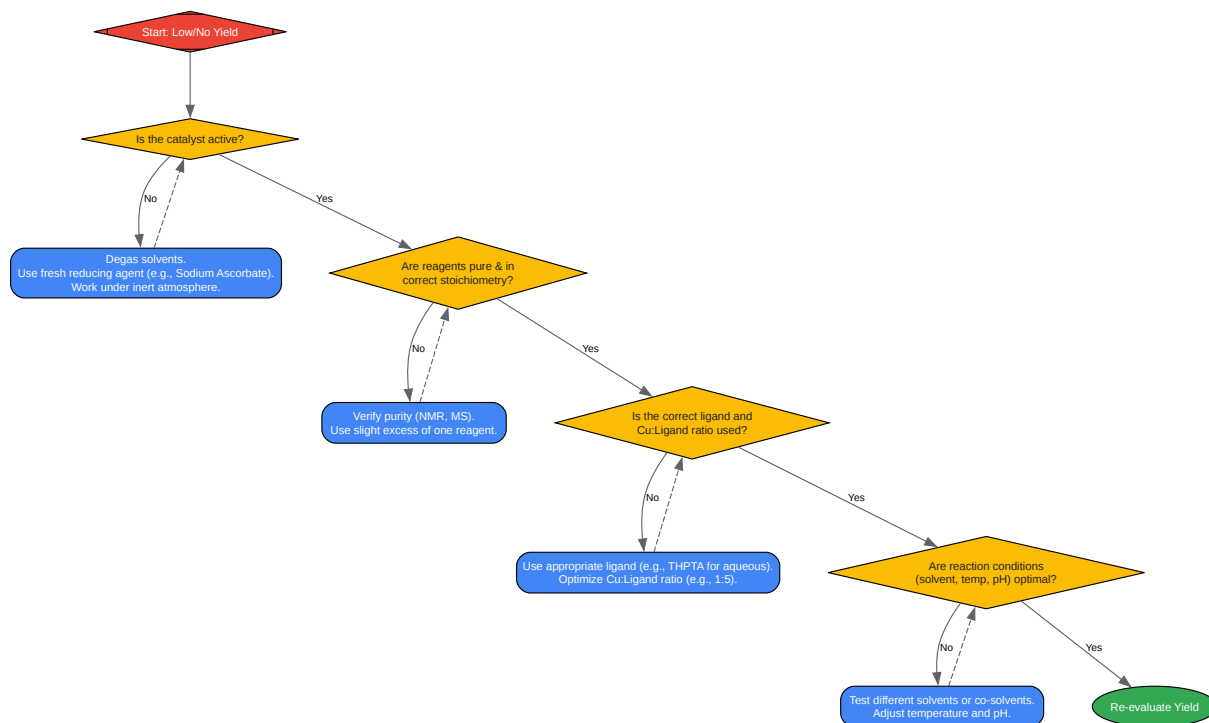 Start: Low/No Yield
Is the catalyst active?
No
Yes
Degas solvents.
Use fresh reducing agent (e.g., Sodium Ascorbate).
Work under inert atmosphere.
Are reagents pure & in
correct stoichiometry?
No
Yes
Verify purity (NMR, MS).
Use slight excess of one reagent.
Is the correct ligand and
Cu:Ligand ratio used?
No
Yes
Use appropriate ligand (e.g., THPTA for aqueous).
Optimize Cu:Ligand ratio (e.g., 1:5).
Are reaction conditions
(solvent, temp, pH) optimal?
No
Yes
Test different solvents or co-solvents.
Adjust temperature and pH.
Re-evaluate Yield